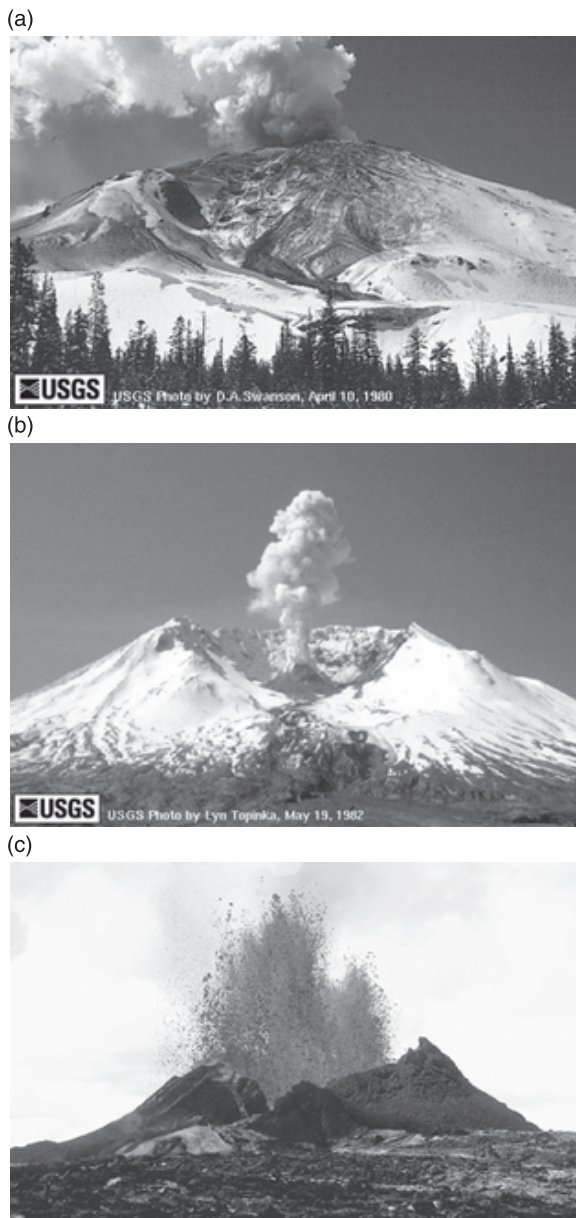 (a)
USGS
USGS Photo by D.A.Swanson, April 10, 1980
(b)
USGS
USGS Photo by Lyn Topinka, May 19, 1982
(c)